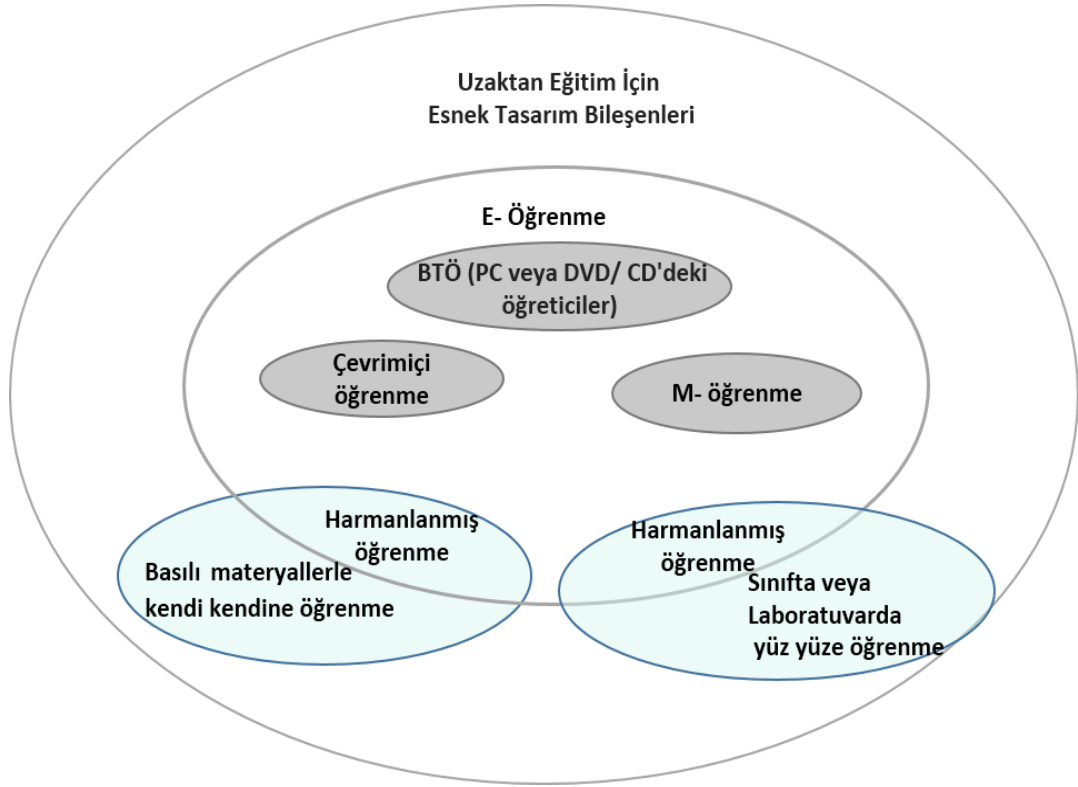 Uzaktan Eğitim İçin
Esnek Tasarım Bileşenleri
E- Öğrenme
BTÖ (PC veya DVD/ CD'deki
öğreticiler)
Çevrimiçi
öğrenme
M- öğrenme
Harmanlanmış
öğrenme
Basılı materyallerle
kendi kendine öğrenme
Harmanlanmış
öğrenme
Sınıfta veya
Laboratuvarda
yüz yüze öğrenme